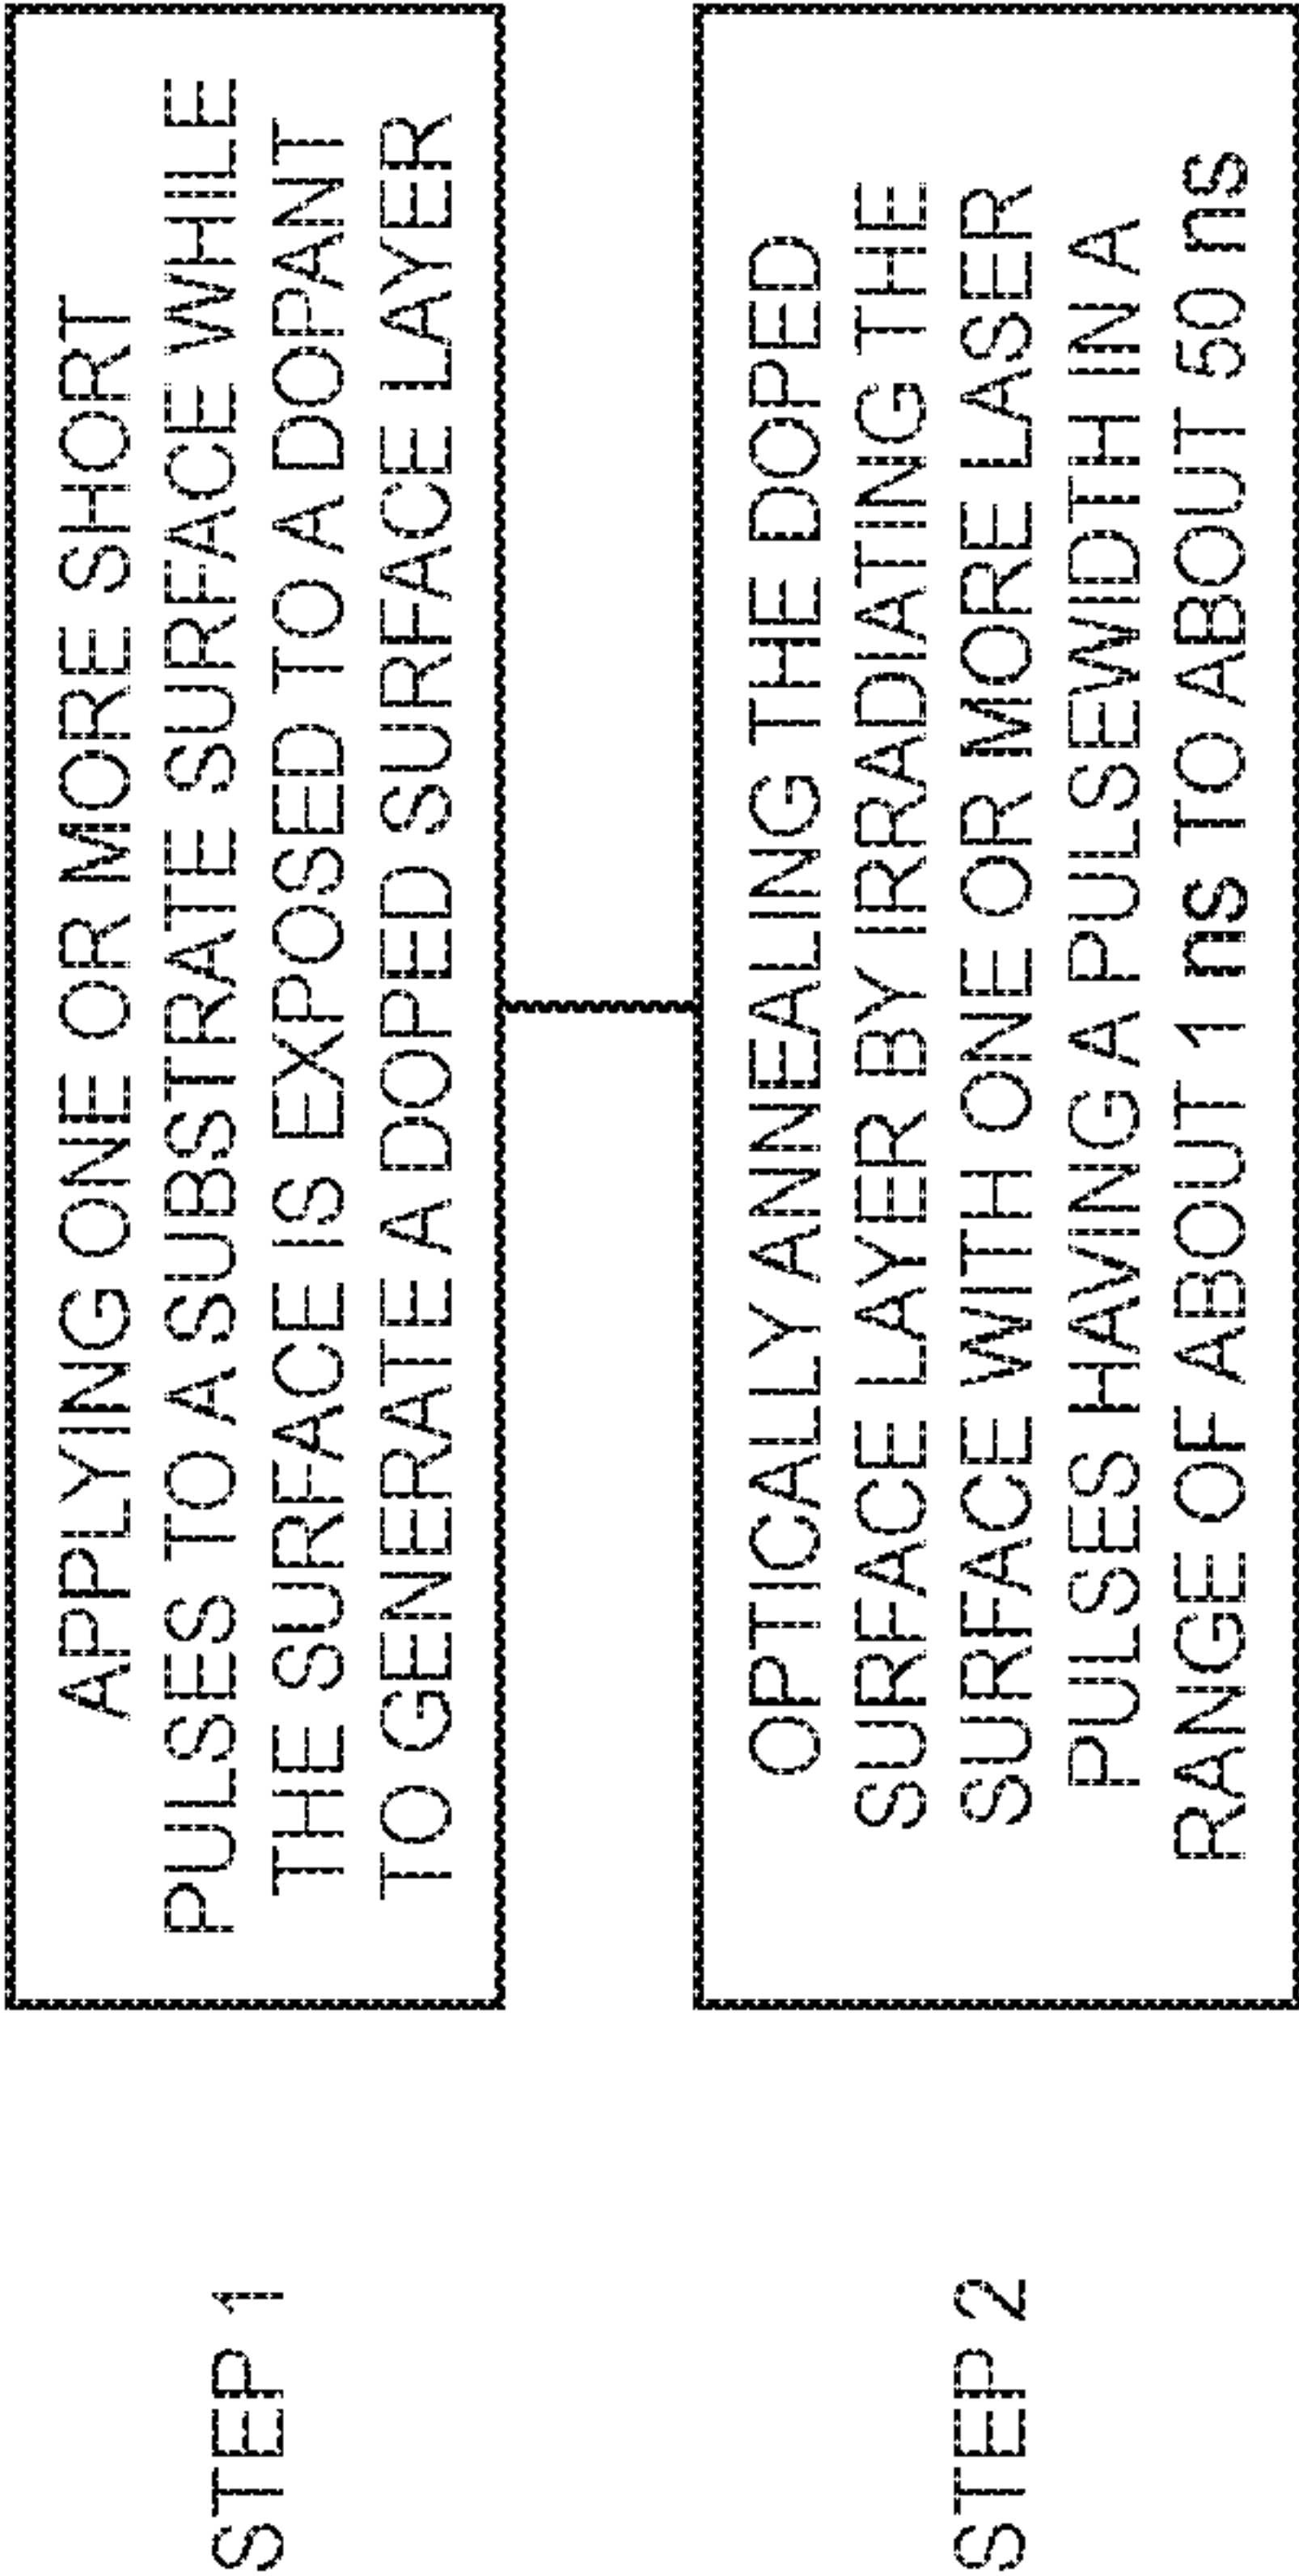 STEP 1
APPLYING ONE OR MORE SHORT
PULSES TO A SUBSTRATE SURFACE WHILE
THE SURFACE IS EXPOSED TO A DOPANT
TO GENERATE A DOPED SURFACE LAYER
STEP 2
OPTICALLY ANNEALING THE DOPED
SURFACE LAYER BY IRRADIATING THE
SURFACE WITH ONE OR MORE LASER
PULSES HAVING A PULSEWIDTH IN A
RANGE OF ABOUT 1 ns TO ABOUT 50 ns